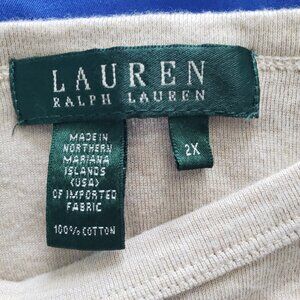 LAUREN
RALPH LAUREN
MADE IN
NORTHERN
MARIANA
ISLANDS
(USA)
OF IMPORTED
FABRIC
100% COTTON
2X